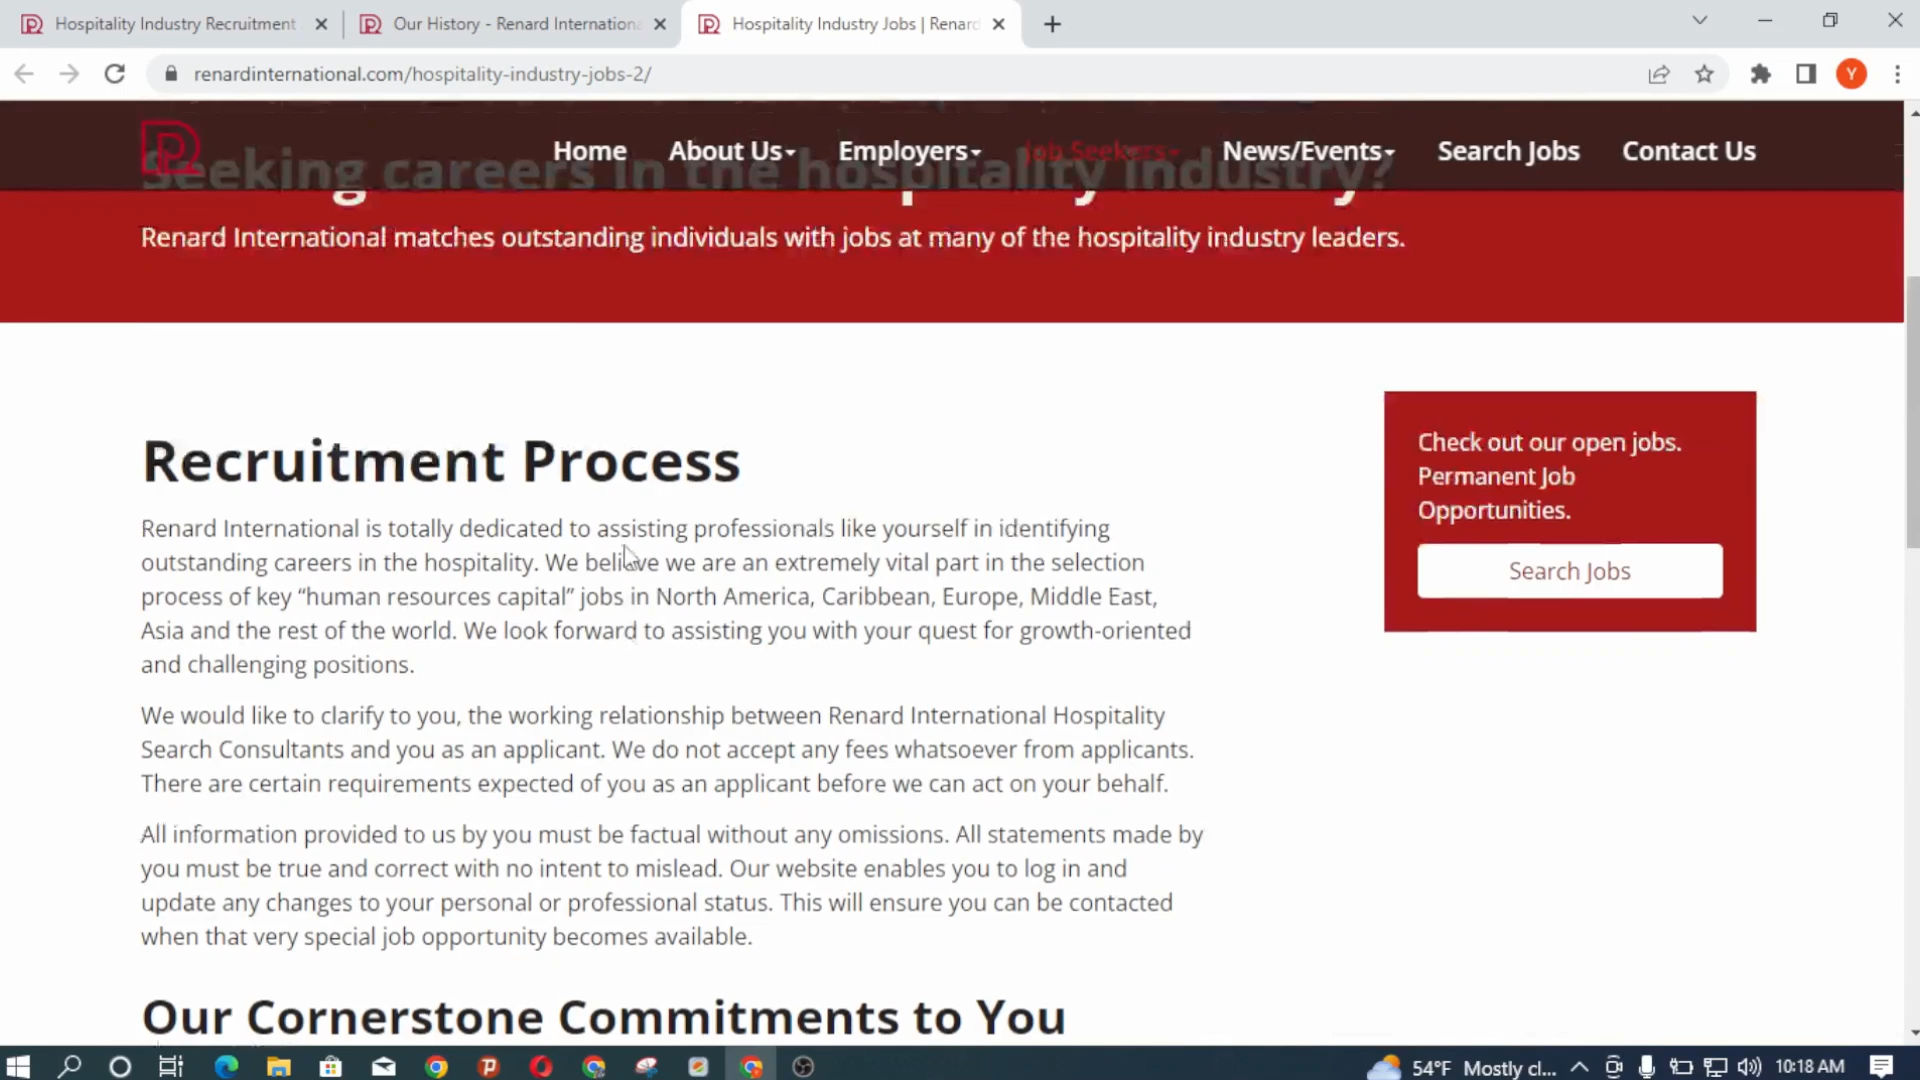 Hospitality Industry Recruitment
Our History - Renard Internationa
Hospitality Industry Jobs | Renard
renardinternational.com/hospitality-industry-jobs-2/
Y
Home
About Us
Employers
Job Seekers
News/Events
Search Jobs
Contact Us
Seeking careers in the hospitality industry?
Renard International matches outstanding individuals with jobs at many of the hospitality industry leaders.
Recruitment Process
Renard International is totally dedicated to assisting professionals like yourself in identifying
outstanding careers in the hospitality. We believe we are an extremely vital part in the selection
process of key “human resources capital” jobs in North America, Caribbean, Europe, Middle East,
Asia and the rest of the world. We look forward to assisting you with your quest for growth-oriented
and challenging positions.
We would like to clarify to you, the working relationship between Renard International Hospitality
Search Consultants and you as an applicant. We do not accept any fees whatsoever from applicants.
There are certain requirements expected of you as an applicant before we can act on your behalf.
All information provided to us by you must be factual without any omissions. All statements made by
you must be true and correct with no intent to mislead. Our website enables you to log in and
update any changes to your personal or professional status. This will ensure you can be contacted
when that very special job opportunity becomes available.
Our Cornerstone Commitments to You
Check out our open jobs.
Permanent Job
Opportunities.
Search Jobs
54°F Mostly cl...
10:18 AM